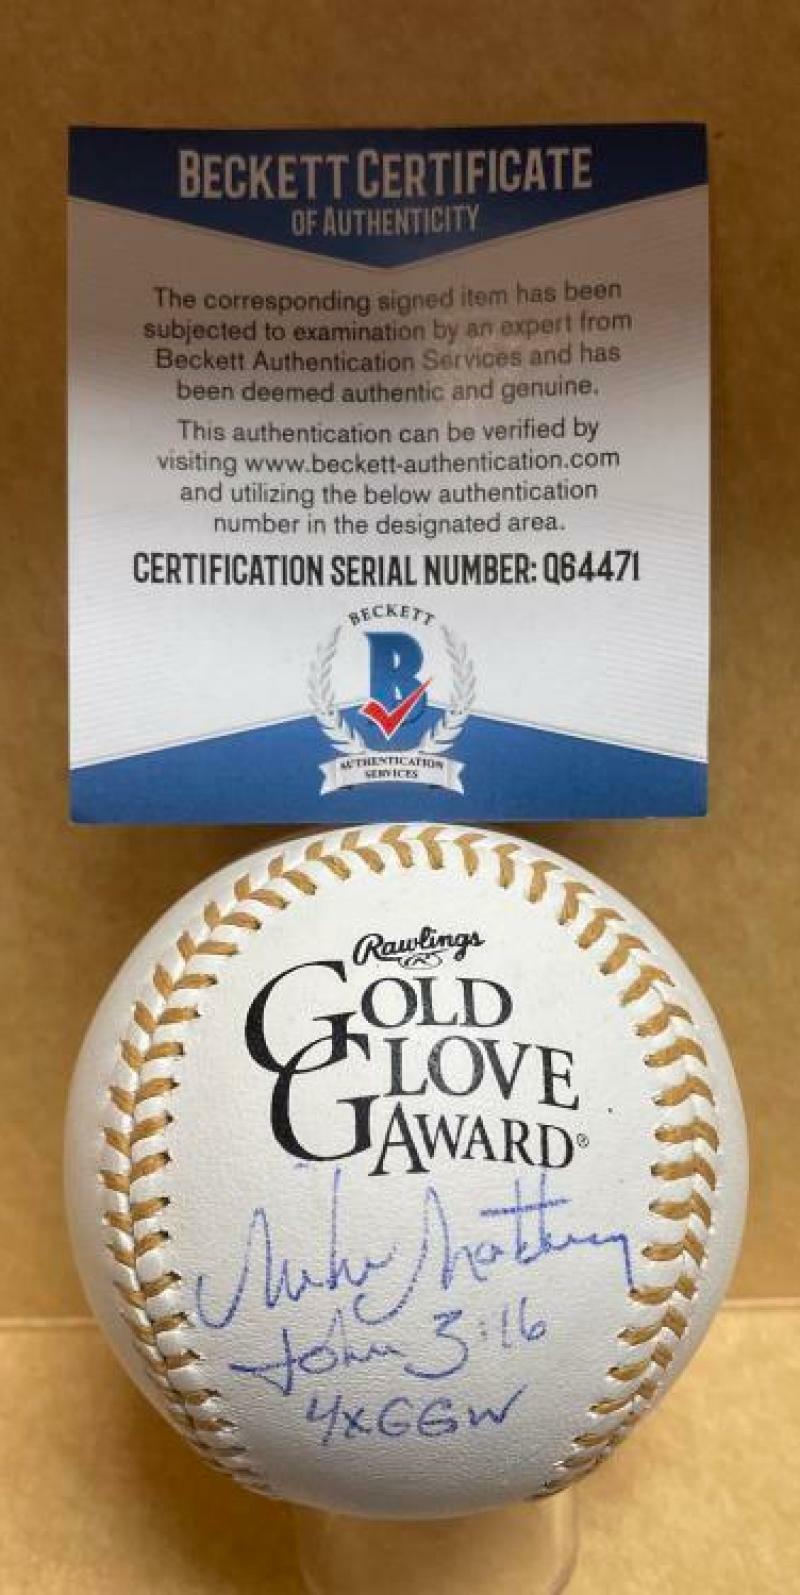 BECKETT CERTIFICATE
OF AUTHENTICITY
The corresponding signed item has been
subjected to examination by an expert from
Beckett Authentication Services and has
been deemed authentic and genuine.
This authentication can be verified by
visiting www.beckett-authentication.com
and utilizing the below authentication
number in the designated area.
CERTIFICATION SERIAL NUMBER: Q64471
BECKETT
B
AUTHENTICATION
SERVICES
Rawlings
R
GOLD
GLOVE
AWARD®
Mike Matheny
John 3:16
4xGGW